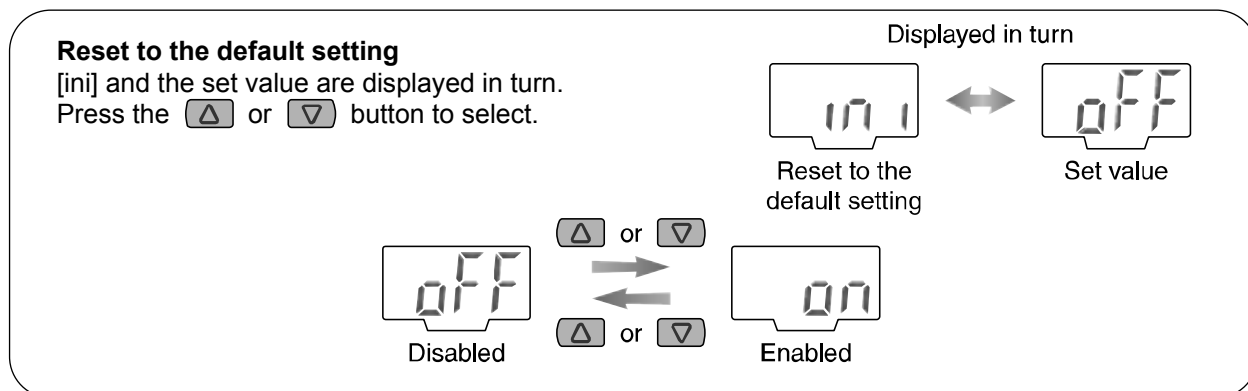 Reset to the default setting
[ini] and the set value are displayed in turn.
Press the △ or ▽ button to select.
Displayed in turn
ini
oFF
Reset to the
default setting
Set value
△ or ▽
oFF
on
△ or ▽
Disabled
Enabled